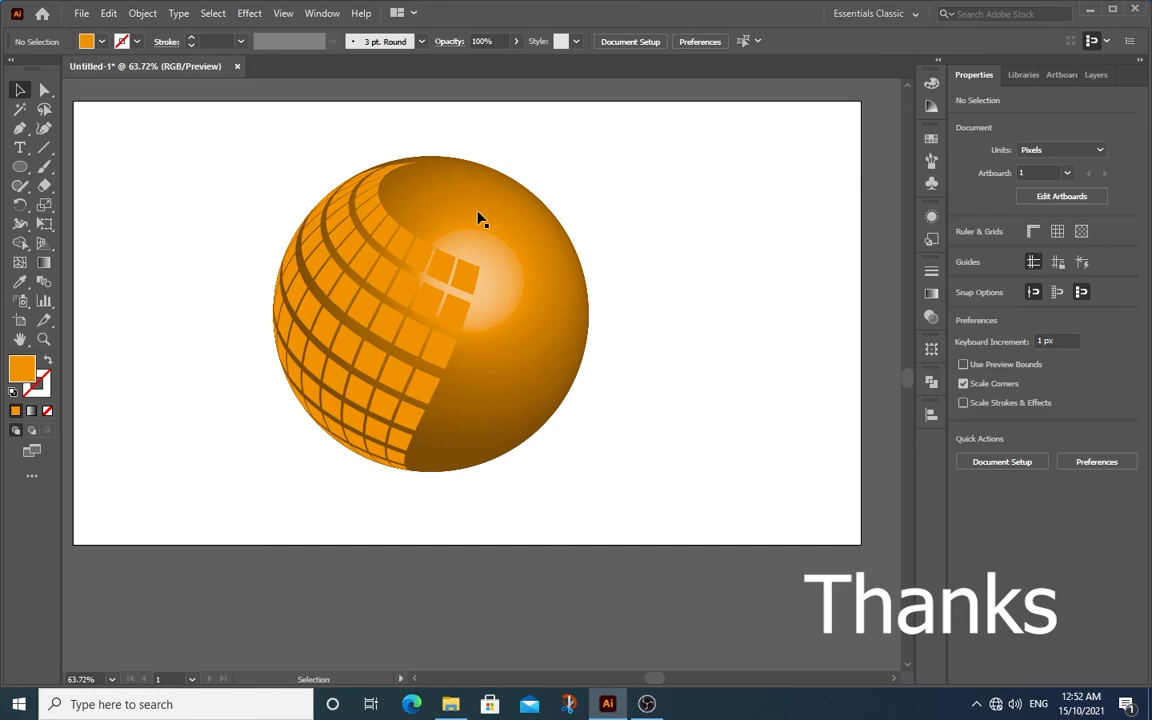 Ai File Edit Object Type Select Effect View Window Help Essentials Classic Search Adobe Stock
No Selection Stroke: 3 pt. Round Opacity: 100% Style: Document Setup Preferences
Untitled-1* @ 63.72% (RGB/Preview) ×
Properties Libraries Artboar Layers
No Selection
Document
Units: Pixels
Artboard: 1
Edit Artboards
Ruler & Grids
Guides
Snap Options
Preferences
Keyboard Increment: 1 px
Use Preview Bounds
Scale Corners
Scale Strokes & Effects
Quick Actions
Document Setup Preferences
Thanks
63.72% 1 Selection
Type here to search Ai ENG 12:52 AM
15/10/2021 1